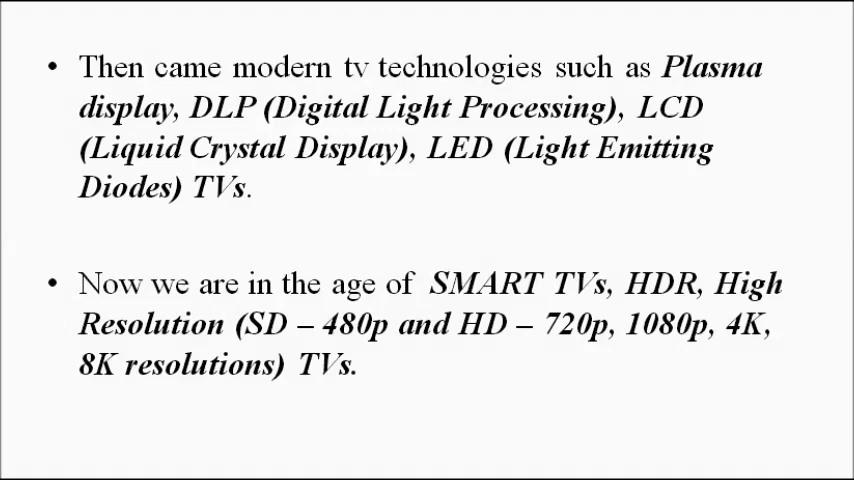 • Then came modern tv technologies such as Plasma
display, DLP (Digital Light Processing), LCD
(Liquid Crystal Display), LED (Light Emitting
Diodes) TVs.
• Now we are in the age of SMART TVs, HDR, High
Resolution (SD – 480p and HD – 720p, 1080p, 4K,
8K resolutions) TVs.